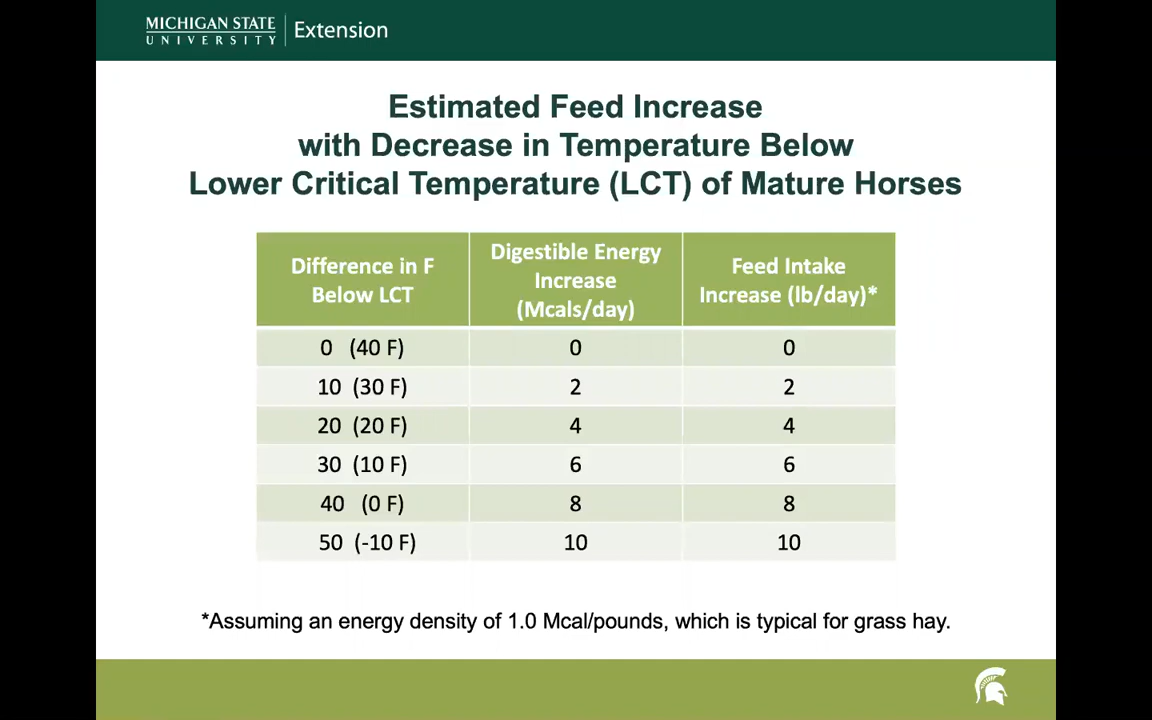 MICHIGAN STATE
UNIVERSITY
Extension
Estimated Feed Increase
with Decrease in Temperature Below
Lower Critical Temperature (LCT) of Mature Horses
Difference in F
Below LCT
Digestible Energy
Increase
(Mcals/day)
Feed Intake
Increase (lb/day)*
0 (40 F) 0 0
10 (30 F) 2 2
20 (20 F) 4 4
30 (10 F) 6 6
40 (0 F) 8 8
50 (-10 F) 10 10
*Assuming an energy density of 1.0 Mcal/pounds, which is typical for grass hay.